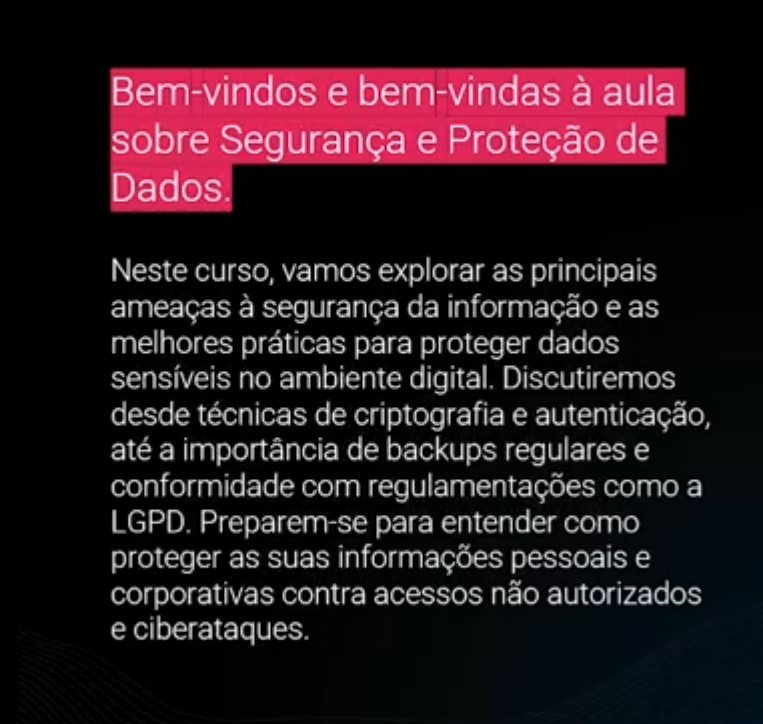 Bem-vindos e bem-vindas à aula
sobre Segurança e Proteção de
Dados.
Neste curso, vamos explorar as principais
ameaças à segurança da informação e as
melhores práticas para proteger dados
sensíveis no ambiente digital. Discutiremos
desde técnicas de criptografia e autenticação,
até a importância de backups regulares e
conformidade com regulamentações como a
LGPD. Preparem-se para entender como
proteger as suas informações pessoais e
corporativas contra acessos não autorizados
e ciberataques.